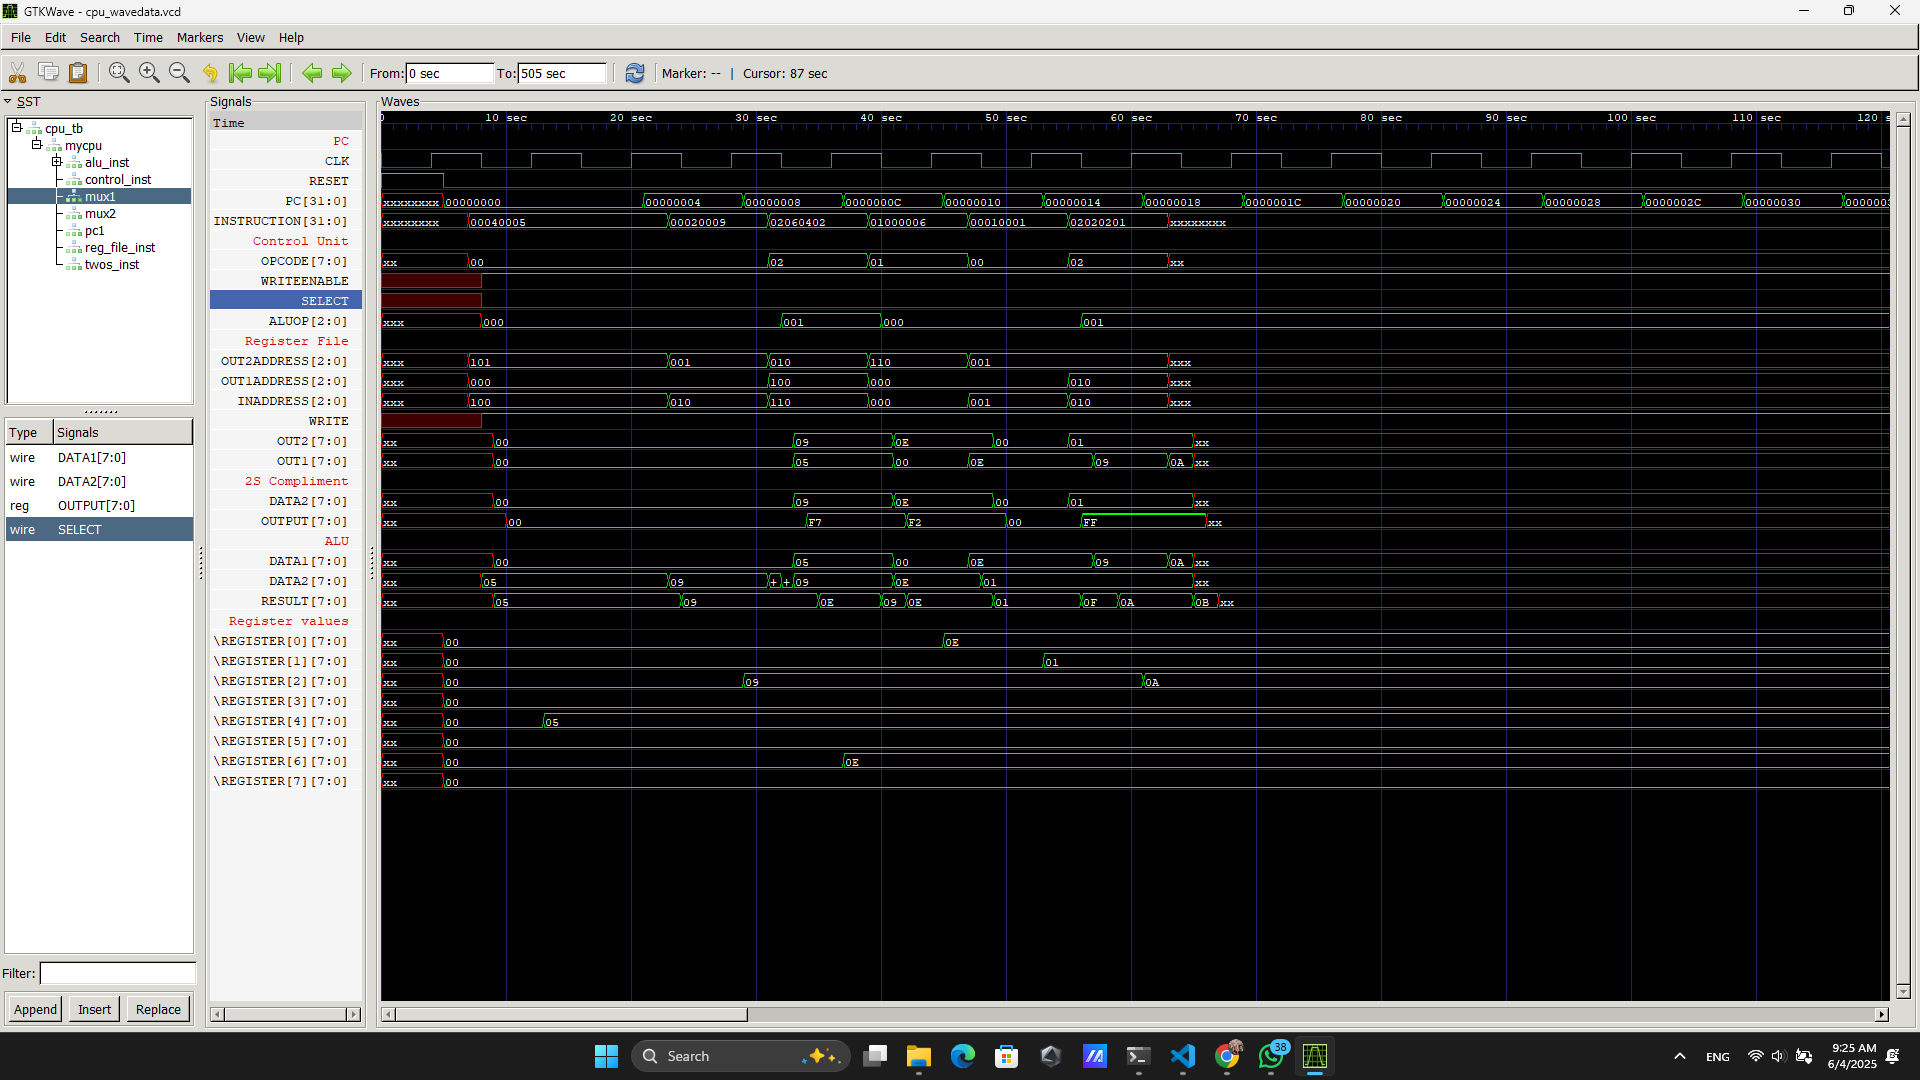 GTKWave - cpu_wavedata.vcd
File Edit Search Time Markers View Help
From: 0 sec To: 505 sec Marker: -- | Cursor: 87 sec
SST
cpu_tb
mycpu
alu_inst
control_inst
mux1
mux2
pc1
reg_file_inst
twos_inst
Type Signals
wire DATA1[7:0]
wire DATA2[7:0]
reg OUTPUT[7:0]
wire SELECT
Filter:
Append Insert Replace
Signals
Time
PC
CLK
RESET
PC[31:0]
INSTRUCTION[31:0]
Control Unit
OPCODE[7:0]
WRITEENABLE
SELECT
ALUOP[2:0]
Register File
OUT2ADDRESS[2:0]
OUT1ADDRESS[2:0]
INADDRESS[2:0]
WRITE
OUT2[7:0]
OUT1[7:0]
2S Compliment
DATA2[7:0]
OUTPUT[7:0]
ALU
DATA1[7:0]
DATA2[7:0]
RESULT[7:0]
Register values
\REGISTER[0][7:0]
\REGISTER[1][7:0]
\REGISTER[2][7:0]
\REGISTER[3][7:0]
\REGISTER[4][7:0]
\REGISTER[5][7:0]
\REGISTER[6][7:0]
\REGISTER[7][7:0]
Waves
0 10 sec 20 sec 30 sec 40 sec 50 sec 60 sec 70 sec 80 sec 90 sec 100 sec 110 sec 120 s
xxxxxxxx 00000000 00000004 00000008 0000000C 00000010 00000014 00000018 0000001C 00000020 00000024 00000028 0000002C 00000030 0000003
xxxxxxxx 00040005 00020009 02060402 01000006 00010001 02020201 xxxxxxxx
xx 00 02 01 00 02 xx
xxx 000 001 000 001
xxx 101 001 010 110 001 xxx
xxx 000 100 000 010 xxx
xxx 100 010 110 000 001 010 xxx
xx 00 09 0E 00 01 xx
xx 00 05 00 0E 09 0A xx
xx 00 09 0E 00 01 xx
xx 00 F7 F2 00 FF xx
xx 00 05 00 0E 09 0A xx
xx 05 09 + + 09 0E 01 xx
xx 05 09 0E 09 0E 01 0F 0A 0B xx
xx 00 0E
xx 00 01
xx 00 09 0A
xx 00
xx 00 05
xx 00
xx 00 0E
xx 00
Search
38
ENG
9:25 AM
6/4/2025